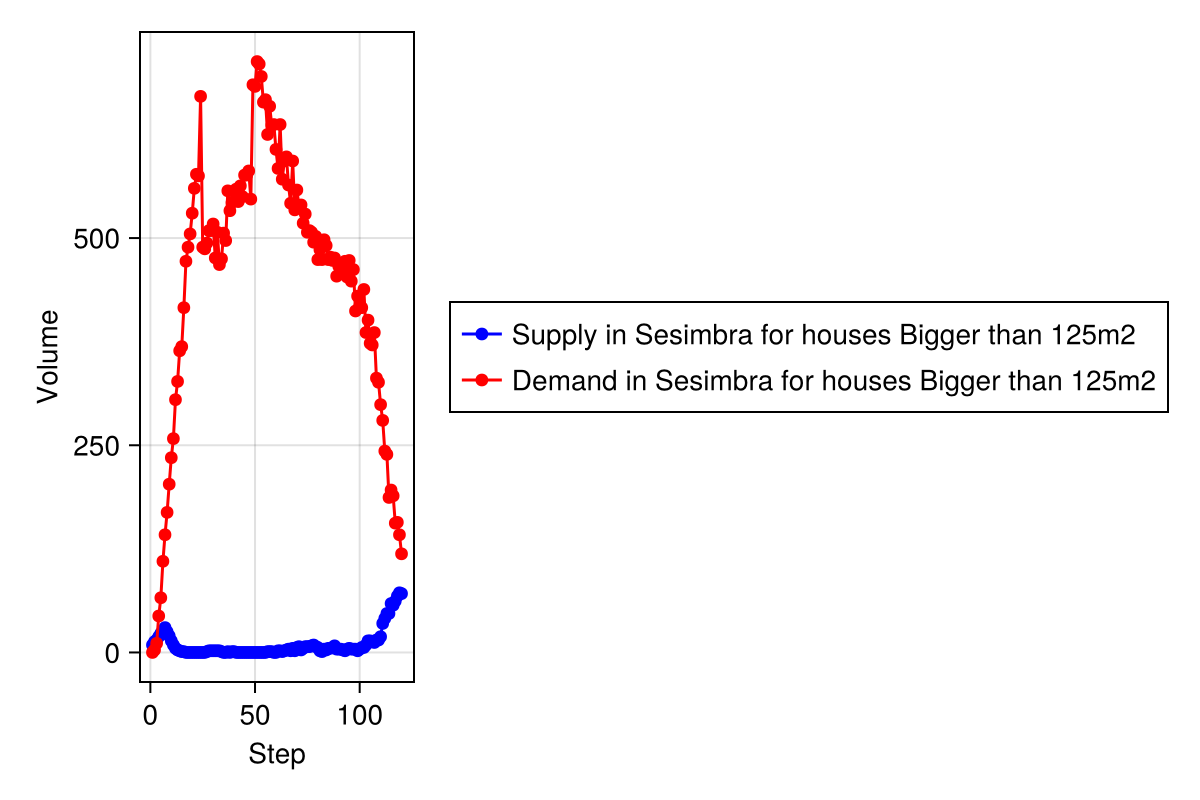 Volume
500
250
0
0 50 100
Step
Supply in Sesimbra for houses Bigger than 125m2
Demand in Sesimbra for houses Bigger than 125m2